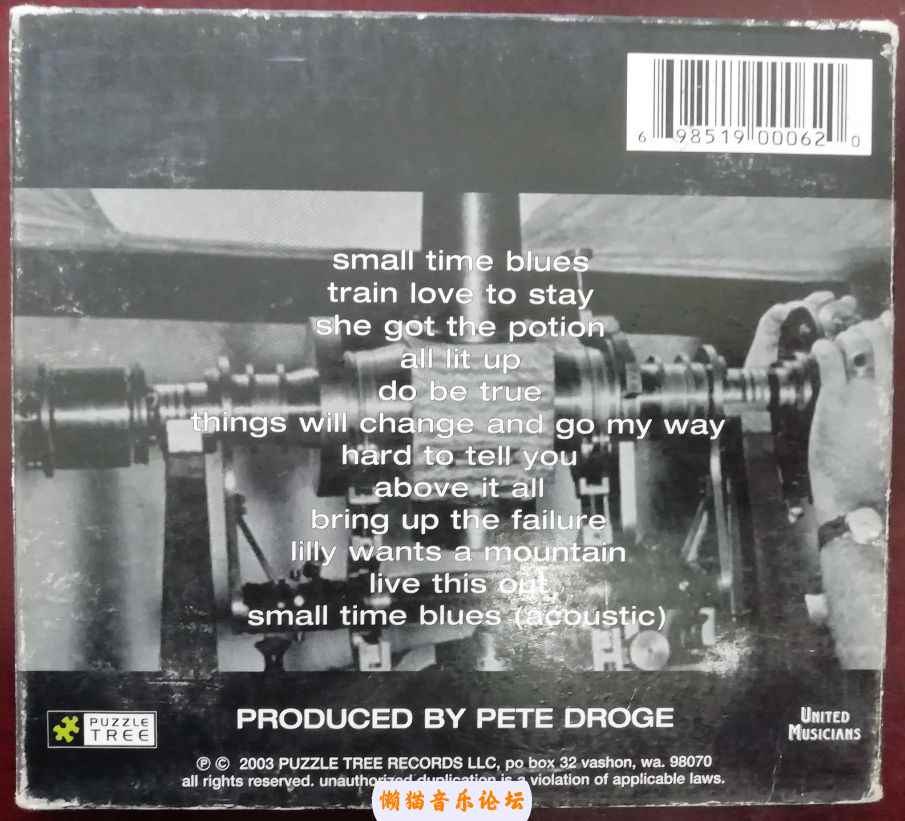 6 98519 00062 0
small time blues
train love to stay
she got the potion
all lit up
do be true
things will change and go my way
hard to tell you
above it all
bring up the failure
lilly wants a mountain
live this out
small time blues (acoustic)
PUZZLE
TREE
PRODUCED BY PETE DROGE
UNITED
MUSICIANS
℗ © 2003 PUZZLE TREE RECORDS LLC, po box 32 vashon, wa. 98070
all rights reserved. unauthorized duplication is a violation of applicable laws.
懒猫音乐论坛